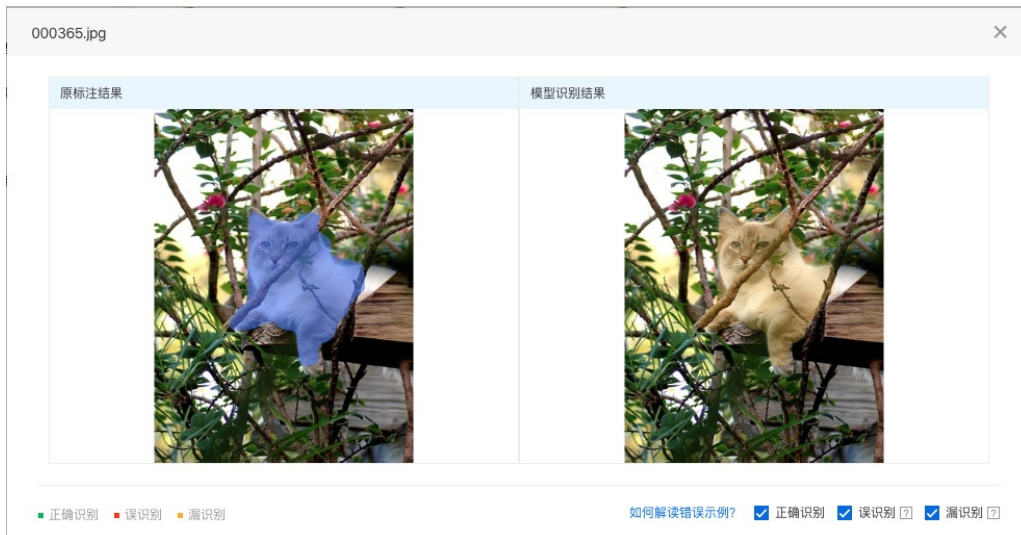 000365.jpg
原标注结果
模型识别结果
正确识别 误识别 漏识别
如何解读错误示例? 正确识别 误识别 ? 漏识别 ?